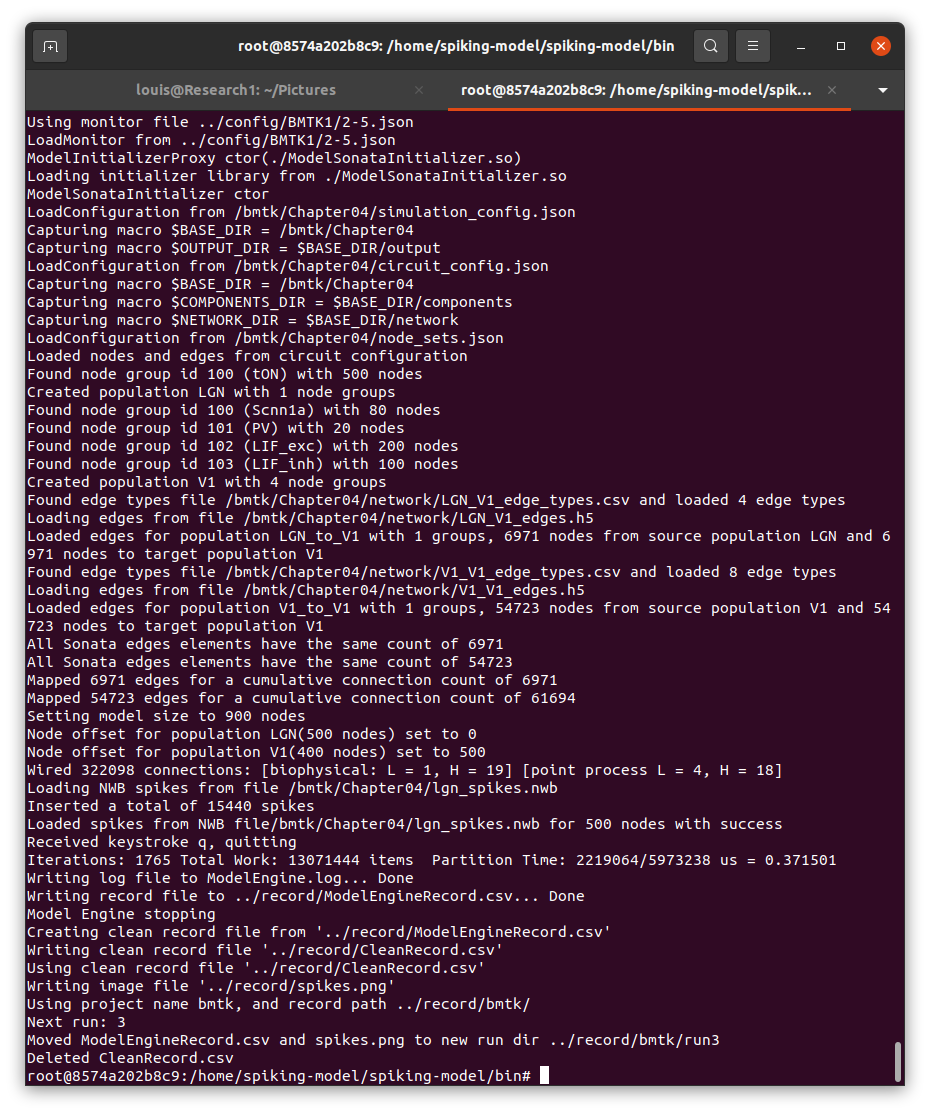 root@8574a202b8c9: /home/spiking-model/spiking-model/bin
louis@Research1: ~/Pictures
root@8574a202b8c9: /home/spiking-model/spik...
Using monitor file ../config/BMTK1/2-5.json
LoadMonitor from ../config/BMTK1/2-5.json
ModelInitializerProxy ctor(./ModelSonataInitializer.so)
Loading initializer library from ./ModelSonataInitializer.so
ModelSonataInitializer ctor
LoadConfiguration from /bmtk/Chapter04/simulation_config.json
Capturing macro $BASE_DIR = /bmtk/Chapter04
Capturing macro $OUTPUT_DIR = $BASE_DIR/output
LoadConfiguration from /bmtk/Chapter04/circuit_config.json
Capturing macro $BASE_DIR = /bmtk/Chapter04
Capturing macro $COMPONENTS_DIR = $BASE_DIR/components
Capturing macro $NETWORK_DIR = $BASE_DIR/network
LoadConfiguration from /bmtk/Chapter04/node_sets.json
Loaded nodes and edges from circuit configuration
Found node group id 100 (tON) with 500 nodes
Created population LGN with 1 node groups
Found node group id 100 (Scnn1a) with 80 nodes
Found node group id 101 (PV) with 20 nodes
Found node group id 102 (LIF_exc) with 200 nodes
Found node group id 103 (LIF_inh) with 100 nodes
Created population V1 with 4 node groups
Found edge types file /bmtk/Chapter04/network/LGN_V1_edge_types.csv and loaded 4 edge types
Loading edges from file /bmtk/Chapter04/network/LGN_V1_edges.h5
Loaded edges for population LGN_to_V1 with 1 groups, 6971 nodes from source population LGN and 6
971 nodes to target population V1
Found edge types file /bmtk/Chapter04/network/V1_V1_edge_types.csv and loaded 8 edge types
Loading edges from file /bmtk/Chapter04/network/V1_V1_edges.h5
Loaded edges for population V1_to_V1 with 1 groups, 54723 nodes from source population V1 and 54
723 nodes to target population V1
All Sonata edges elements have the same count of 6971
All Sonata edges elements have the same count of 54723
Mapped 6971 edges for a cumulative connection count of 6971
Mapped 54723 edges for a cumulative connection count of 61694
Setting model size to 900 nodes
Node offset for population LGN(500 nodes) set to 0
Node offset for population V1(400 nodes) set to 500
Wired 322098 connections: [biophysical: L = 1, H = 19] [point process L = 4, H = 18]
Loading NWB spikes from file /bmtk/Chapter04/lgn_spikes.nwb
Inserted a total of 15440 spikes
Loaded spikes from NWB file/bmtk/Chapter04/lgn_spikes.nwb for 500 nodes with success
Received keystroke q, quitting
Iterations: 1765 Total Work: 13071444 items  Partition Time: 2219064/5973238 us = 0.371501
Writing log file to ModelEngine.log... Done
Writing record file to ../record/ModelEngineRecord.csv... Done
Model Engine stopping
Creating clean record file from '../record/ModelEngineRecord.csv'
Writing clean record file '../record/CleanRecord.csv'
Using clean record file '../record/CleanRecord.csv'
Writing image file '../record/spikes.png'
Using project name bmtk, and record path ../record/bmtk/
Next run: 3
Moved ModelEngineRecord.csv and spikes.png to new run dir ../record/bmtk/run3
Deleted CleanRecord.csv
root@8574a202b8c9:/home/spiking-model/spiking-model/bin#